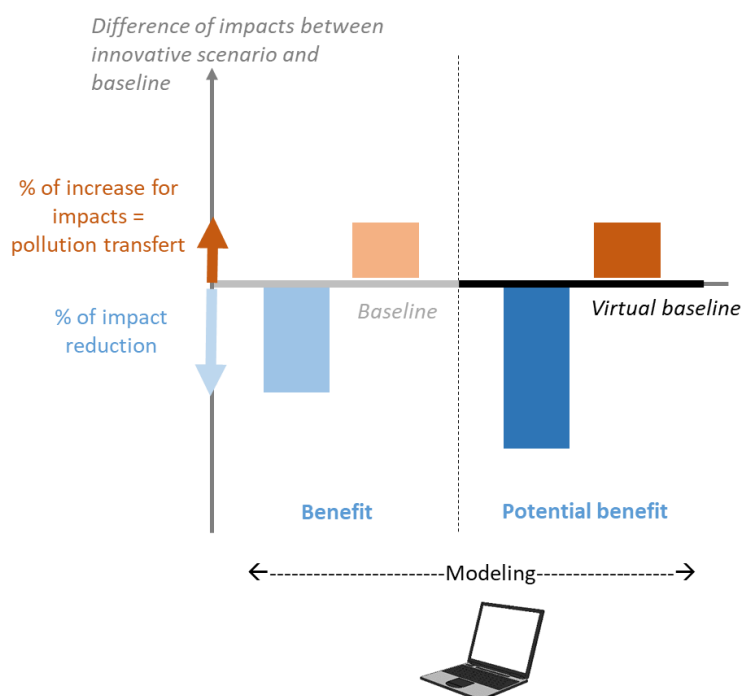 Difference of impacts between
innovative scenario and
baseline
% of increase for
impacts =
pollution transfert
% of impact
reduction
Baseline
Virtual baseline
Benefit
Potential benefit
←-----------------------Modeling------------------→